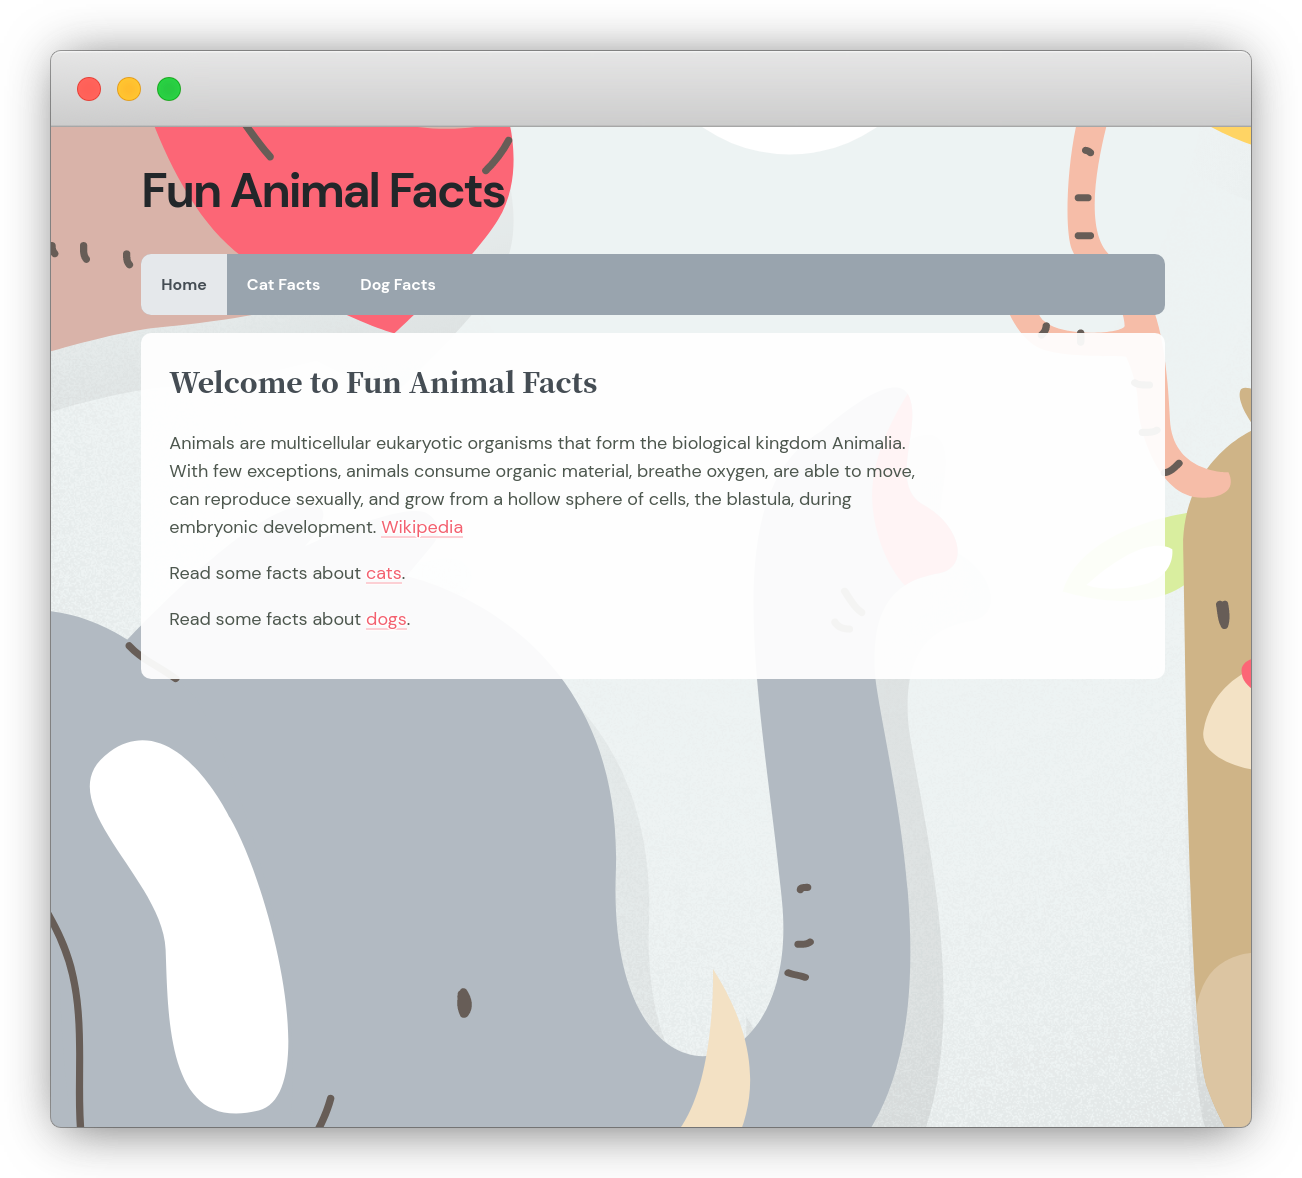 Fun Animal Facts
Home Cat Facts Dog Facts
Welcome to Fun Animal Facts
Animals are multicellular eukaryotic organisms that form the biological kingdom Animalia.
With few exceptions, animals consume organic material, breathe oxygen, are able to move,
can reproduce sexually, and grow from a hollow sphere of cells, the blastula, during
embryonic development. Wikipedia
Read some facts about cats.
Read some facts about dogs.